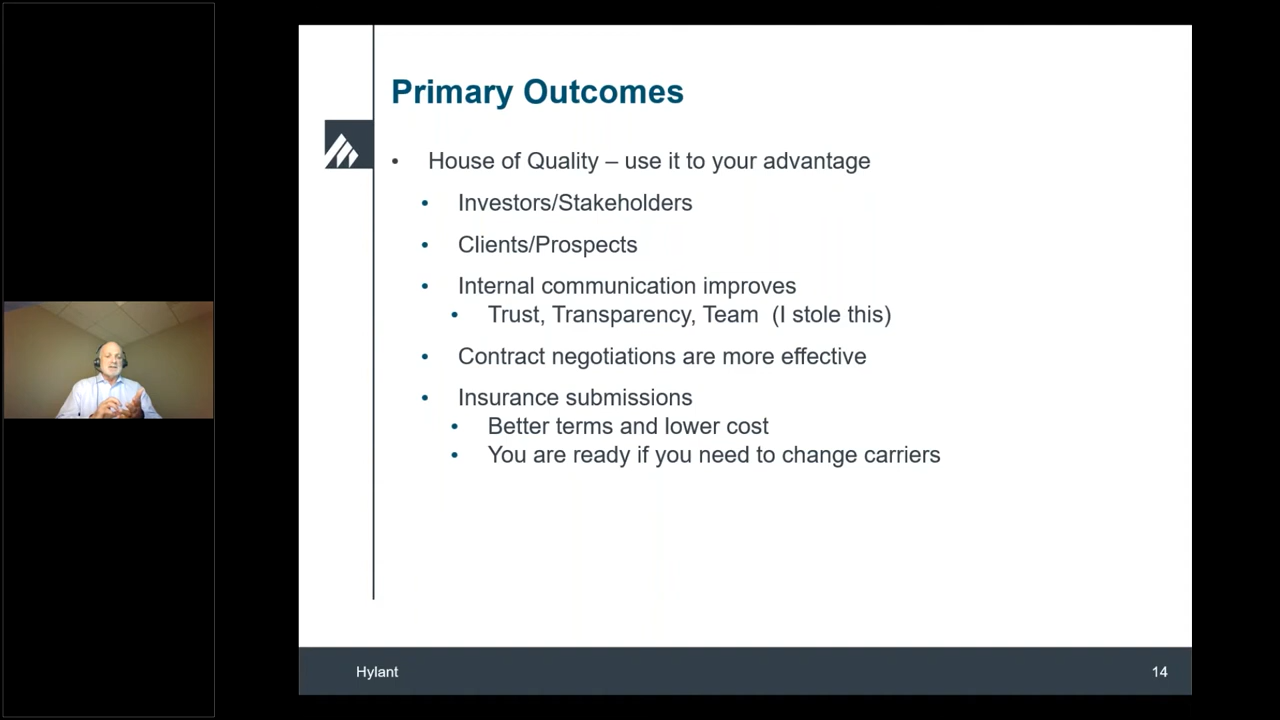 Primary Outcomes
• House of Quality – use it to your advantage
• Investors/Stakeholders
• Clients/Prospects
• Internal communication improves
• Trust, Transparency, Team (I stole this)
• Contract negotiations are more effective
• Insurance submissions
• Better terms and lower cost
• You are ready if you need to change carriers
Hylant
14